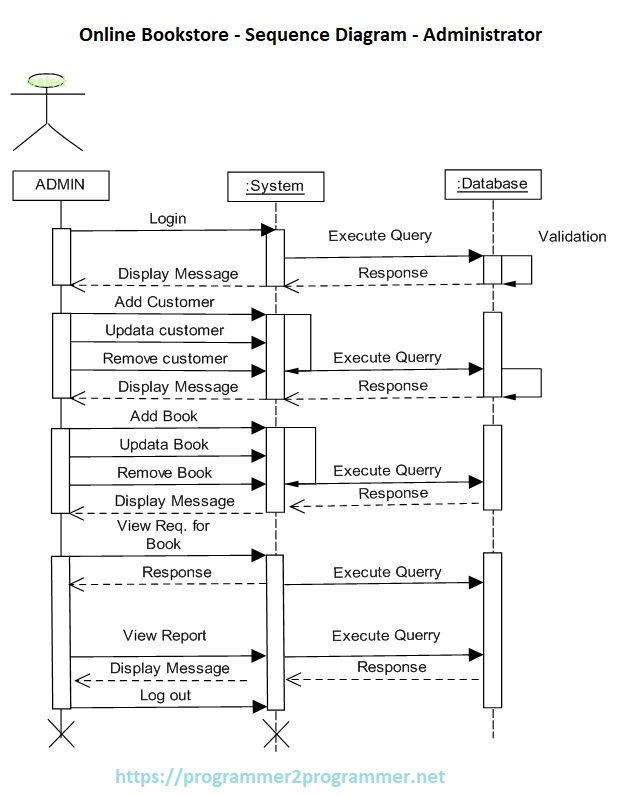 Online Bookstore - Sequence Diagram - Administrator
ADMIN
:System
:Database
Login
Execute Query
Validation
Display Message
Response
Add Customer
Updata customer
Remove customer
Execute Querry
Display Message
Response
Add Book
Updata Book
Remove Book
Execute Querry
Display Message
Response
View Req. for
Book
Response
Execute Querry
View Report
Execute Querry
Display Message
Response
Log out
https://programmer2programmer.net